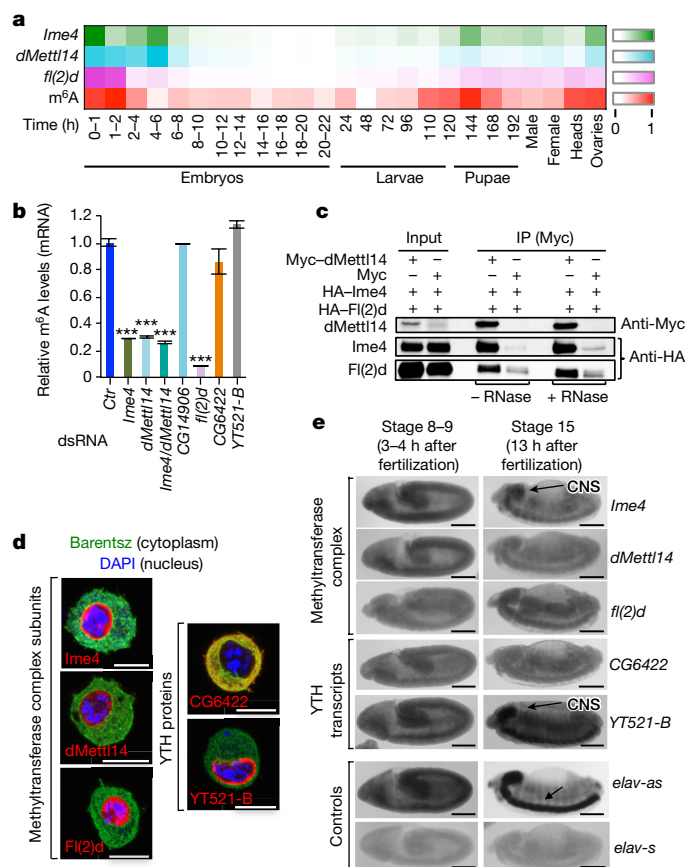 a
Ime4
dMettl14
fl(2)d
m⁶A
0 1
Time (h)
0–1
1–2
2–4
4–6
6–8
8–10
10–12
12–14
14–16
16–18
18–20
20–22
24
48
72
96
110
120
144
168
192
Male
Female
Heads
Ovaries
Embryos Larvae Pupae
b
Relative m⁶A levels (mRNA)
1.2
1.0
0.8
0.6
0.4
0.2
0
***
***
***
***
dsRNA
Ctr
Ime4
dMettl14
Ime4/dMettl14
CG14906
fl(2)d
CG6422
YT521-B
c
Input IP (Myc)
Myc–dMettl14 + + +
Myc + + +
HA–Ime4 + + + + + +
HA–Fl(2)d + + + + + +
dMettl14 Anti-Myc
Ime4
Fl(2)d
Anti-HA
– RNase + RNase
d
Barentsz (cytoplasm)
DAPI (nucleus)
Methyltransferase complex subunits
Ime4
dMettl14
Fl(2)d
YTH proteins
CG6422
YT521-B
e
Stage 8–9
(3–4 h after
fertilization)
Stage 15
(13 h after
fertilization)
Methyltransferase
complex
CNS
Ime4
dMettl14
fl(2)d
YTH
transcripts
CG6422
CNS
YT521-B
Controls
elav-as
elav-s